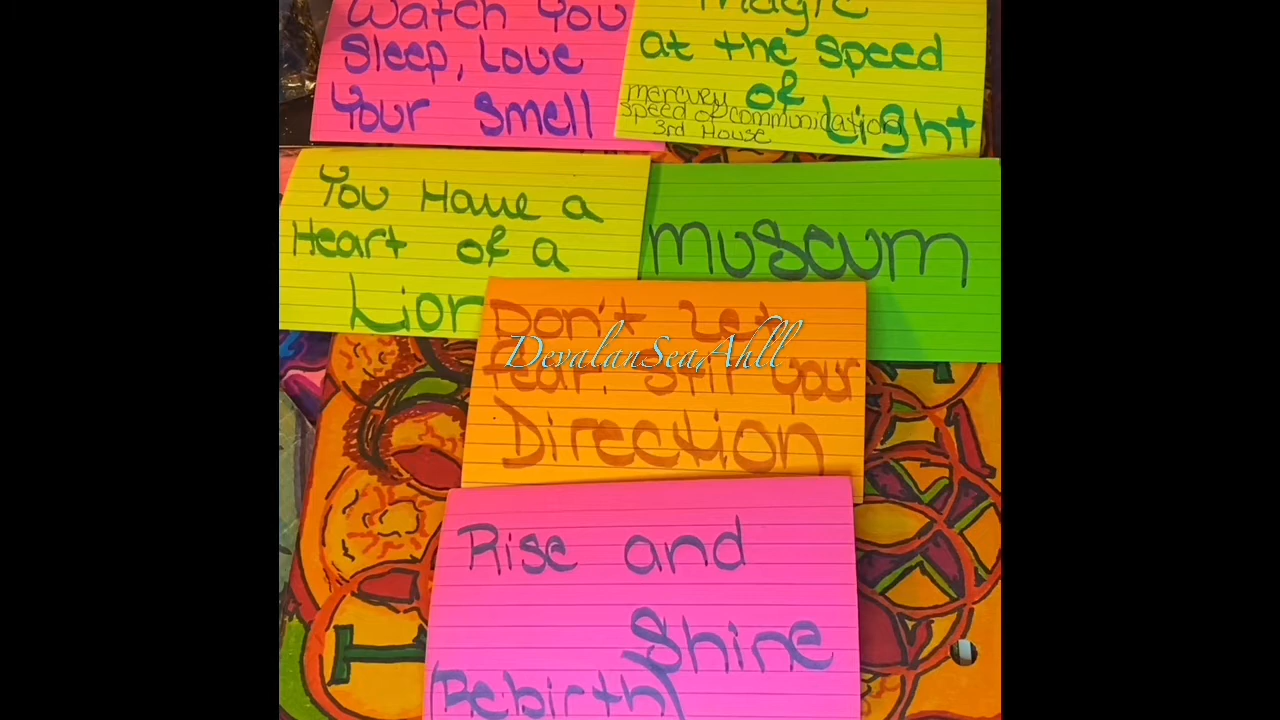 Watch You
Sleep, Love
Your Smell
Magic
at the speed
of Light
mercury
speed of communication
3rd House
You Have a
Heart of a
Lion
museum
Don't Let
fear, Still your
Direction
DevalanSeaAhll
Rise and
Shine
(Rebirth)